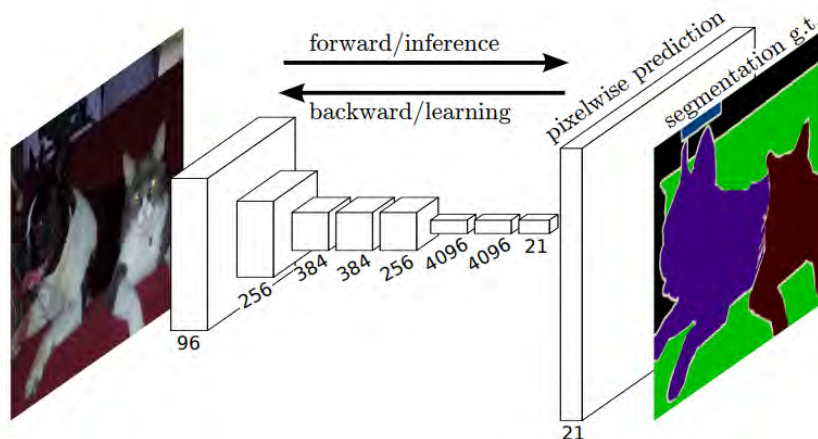 forward/inference
backward/learning
pixelwise prediction
segmentation g.t.
96
256
384
384
256
4096
4096
21
21